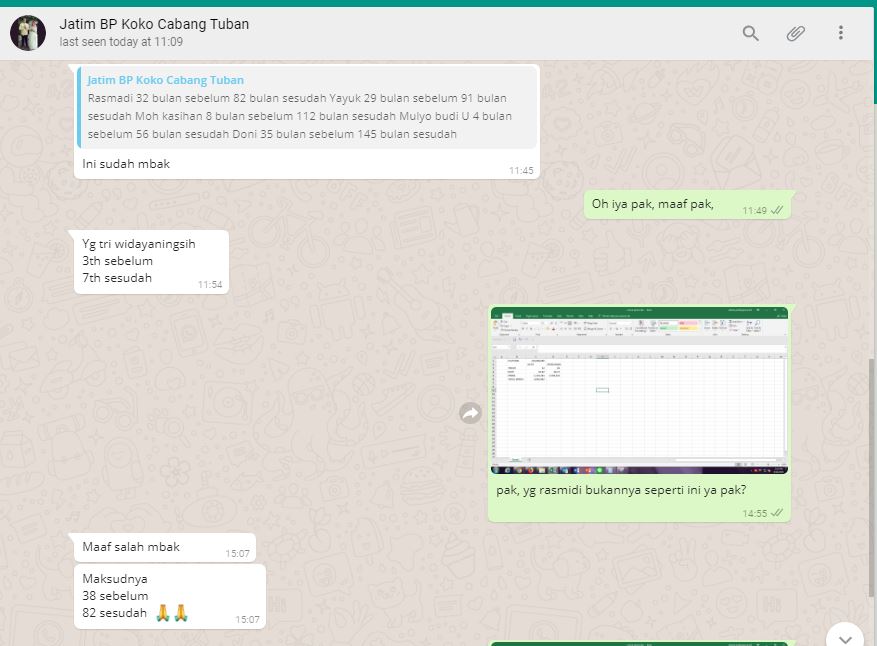 Jatim BP Koko Cabang Tuban
last seen today at 11:09
Jatim BP Koko Cabang Tuban
Rasmadi 32 bulan sebelum 82 bulan sesudah Yayuk 29 bulan sebelum 91 bulan
sesudah Moh kasihan 8 bulan sebelum 112 bulan sesudah Mulyo budi U 4 bulan
sebelum 56 bulan sesudah Doni 35 bulan sebelum 145 bulan sesudah
Ini sudah mbak
11:45
Oh iya pak, maaf pak,
11:49
Yg tri widayaningsih
3th sebelum
7th sesudah
11:54
pak, yg rasmidi bukannya seperti ini ya pak?
14:55
Maaf salah mbak
15:07
Maksudnya
38 sebelum
82 sesudah 🙏🙏
15:07